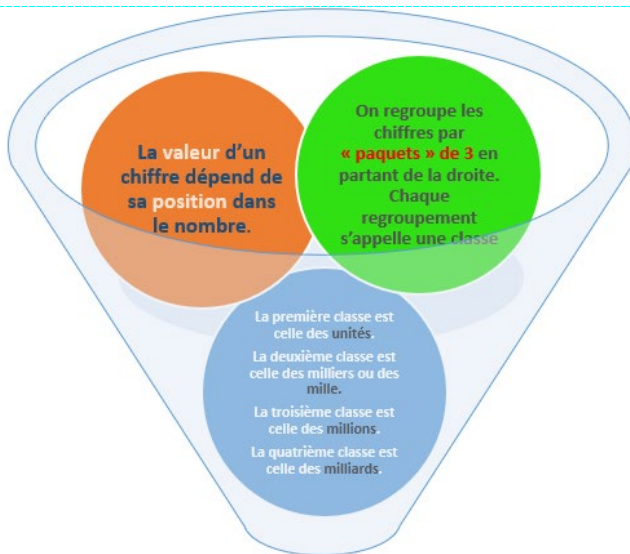 La valeur d’un
chiffre dépend de
sa position dans
le nombre.
On regroupe les
chiffres par
« paquets » de 3 en
partant de la droite.
Chaque
regroupement
s’appelle une classe
La première classe est
celle des unités.
La deuxième classe est
celle des milliers ou des
mille.
La troisième classe est
celle des millions.
La quatrième classe est
celle des milliards.